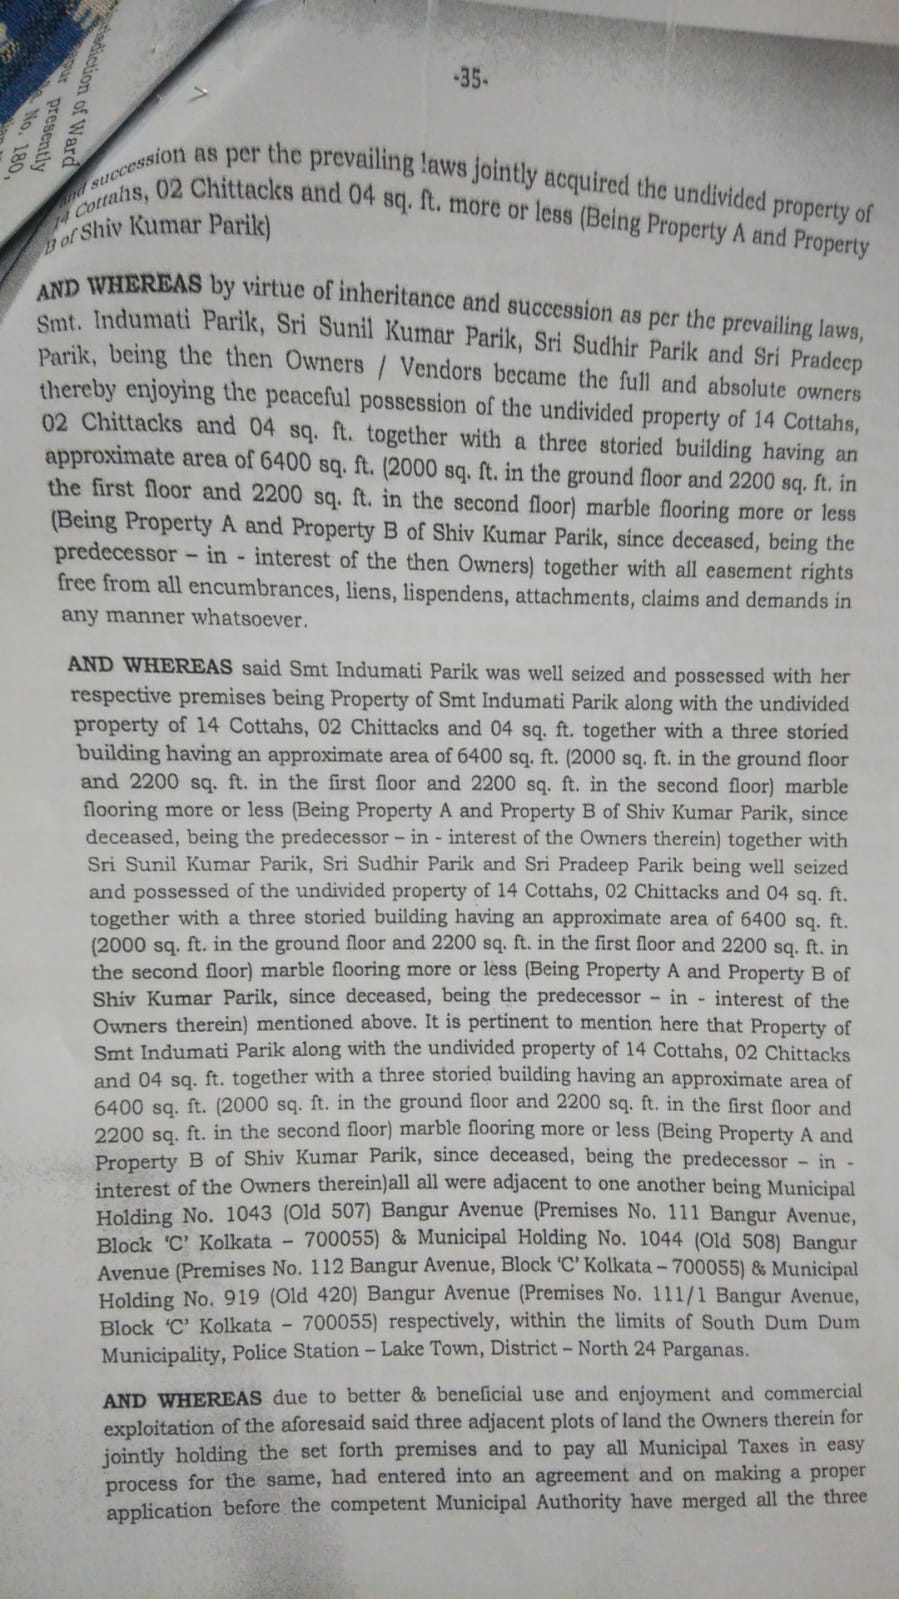 -35-
and succession as per the prevailing laws jointly acquired the undivided property of
14 Cottahs, 02 Chittacks and 04 sq. ft. more or less (Being Property A and Property
B of Shiv Kumar Parik)
AND WHEREAS by virtue of inheritance and succession as per the prevailing laws,
Smt. Indumati Parik, Sri Sunil Kumar Parik, Sri Sudhir Parik and Sri Pradeep
Parik, being the then Owners / Vendors became the full and absolute owners
thereby enjoying the peaceful possession of the undivided property of 14 Cottahs,
02 Chittacks and 04 sq. ft. together with a three storied building having an
approximate area of 6400 sq. ft. (2000 sq. ft. in the ground floor and 2200 sq. ft. in
the first floor and 2200 sq. ft. in the second floor) marble flooring more or less
(Being Property A and Property B of Shiv Kumar Parik, since deceased, being the
predecessor – in - interest of the then Owners) together with all easement rights
free from all encumbrances, liens, lispendens, attachments, claims and demands in
any manner whatsoever.
AND WHEREAS said Smt Indumati Parik was well seized and possessed with her
respective premises being Property of Smt Indumati Parik along with the undivided
property of 14 Cottahs, 02 Chittacks and 04 sq. ft. together with a three storied
building having an approximate area of 6400 sq. ft. (2000 sq. ft. in the ground floor
and 2200 sq. ft. in the first floor and 2200 sq. ft. in the second floor) marble
flooring more or less (Being Property A and Property B of Shiv Kumar Parik, since
deceased, being the predecessor – in - interest of the Owners therein) together with
Sri Sunil Kumar Parik, Sri Sudhir Parik and Sri Pradeep Parik being well seized
and possessed of the undivided property of 14 Cottahs, 02 Chittacks and 04 sq. ft.
together with a three storied building having an approximate area of 6400 sq. ft.
(2000 sq. ft. in the ground floor and 2200 sq. ft. in the first floor and 2200 sq. ft. in
the second floor) marble flooring more or less (Being Property A and Property B of
Shiv Kumar Parik, since deceased, being the predecessor – in - interest of the
Owners therein) mentioned above. It is pertinent to mention here that Property of
Smt Indumati Parik along with the undivided property of 14 Cottahs, 02 Chittacks
and 04 sq. ft. together with a three storied building having an approximate area of
6400 sq. ft. (2000 sq. ft. in the ground floor and 2200 sq. ft. in the first floor and
2200 sq. ft. in the second floor) marble flooring more or less (Being Property A and
Property B of Shiv Kumar Parik, since deceased, being the predecessor – in -
interest of the Owners therein)all all were adjacent to one another being Municipal
Holding No. 1043 (Old 507) Bangur Avenue (Premises No. 111 Bangur Avenue,
Block ‘C’ Kolkata – 700055) & Municipal Holding No. 1044 (Old 508) Bangur
Avenue (Premises No. 112 Bangur Avenue, Block ‘C’ Kolkata – 700055) & Municipal
Holding No. 919 (Old 420) Bangur Avenue (Premises No. 111/1 Bangur Avenue,
Block ‘C’ Kolkata – 700055) respectively, within the limits of South Dum Dum
Municipality, Police Station – Lake Town, District – North 24 Parganas.
AND WHEREAS due to better & beneficial use and enjoyment and commercial
exploitation of the aforesaid said three adjacent plots of land the Owners therein for
jointly holding the set forth premises and to pay all Municipal Taxes in easy
process for the same, had entered into an agreement and on making a proper
application before the competent Municipal Authority have merged all the three
of Ward
presently
No. 180,